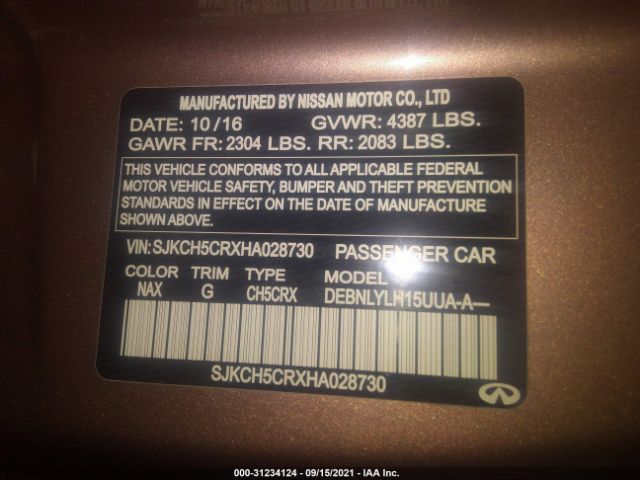 MANUFACTURED BY NISSAN MOTOR CO., LTD
DATE: 10/16 GVWR: 4387 LBS.
GAWR FR: 2304 LBS. RR: 2083 LBS.
THIS VEHICLE CONFORMS TO ALL APPLICABLE FEDERAL
MOTOR VEHICLE SAFETY, BUMPER AND THEFT PREVENTION
STANDARDS IN EFFECT ON THE DATE OF MANUFACTURE
SHOWN ABOVE.
VIN: SJKCH5CRXHA028730 PASSENGER CAR
COLOR TRIM TYPE MODEL
NAX G CH5CRX DEBNLYLH15UUA-A—
SJKCH5CRXHA028730
000-31234124 - 09/15/2021 - IAA Inc.